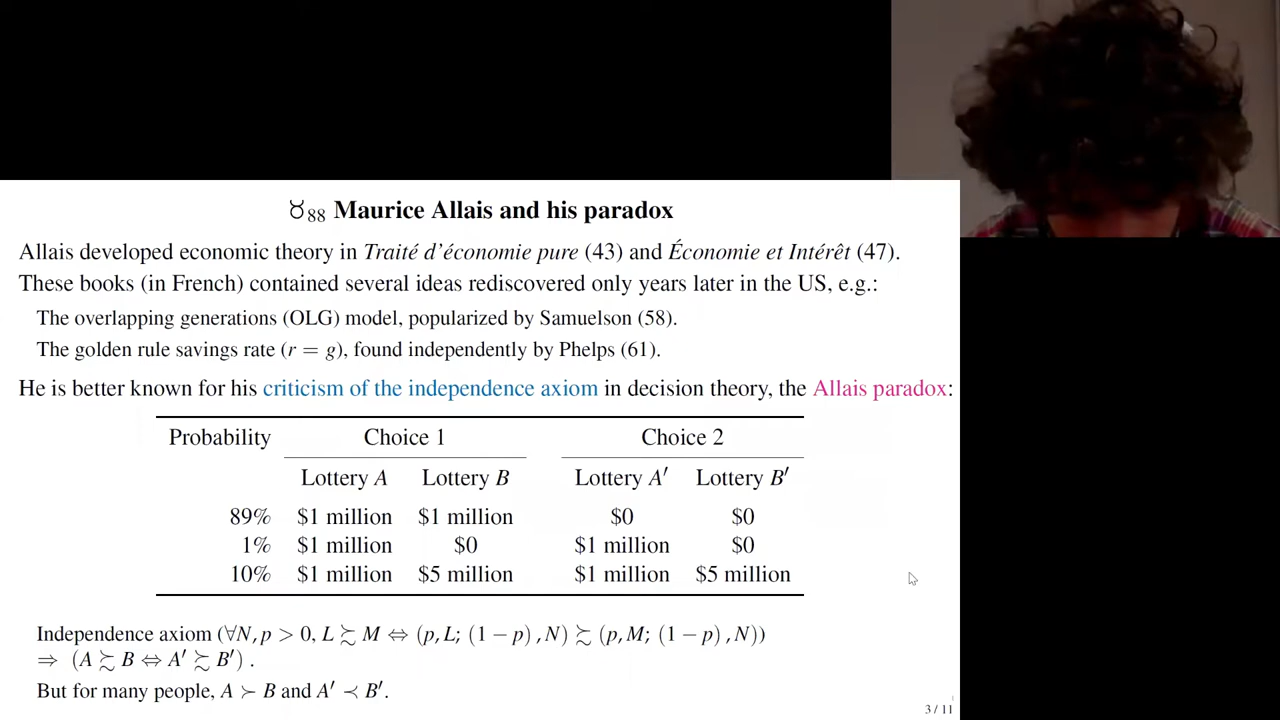 ♉88 Maurice Allais and his paradox
Allais developed economic theory in Traité d'économie pure (43) and Économie et Intérêt (47).
These books (in French) contained several ideas rediscovered only years later in the US, e.g.:
The overlapping generations (OLG) model, popularized by Samuelson (58).
The golden rule savings rate (r = g), found independently by Phelps (61).
He is better known for his criticism of the independence axiom in decision theory, the Allais paradox:
Probability Choice 1 Choice 2
Lottery A Lottery B Lottery A′ Lottery B′
89% $1 million $1 million $0 $0
1% $1 million $0 $1 million $0
10% $1 million $5 million $1 million $5 million
Independence axiom (∀N, p > 0, L ≿ M ⇔ (p, L; (1 − p), N) ≿ (p, M; (1 − p), N))
⇒ (A ≿ B ⇔ A′ ≿ B′).
But for many people, A ≻ B and A′ ≺ B′.
3 / 11